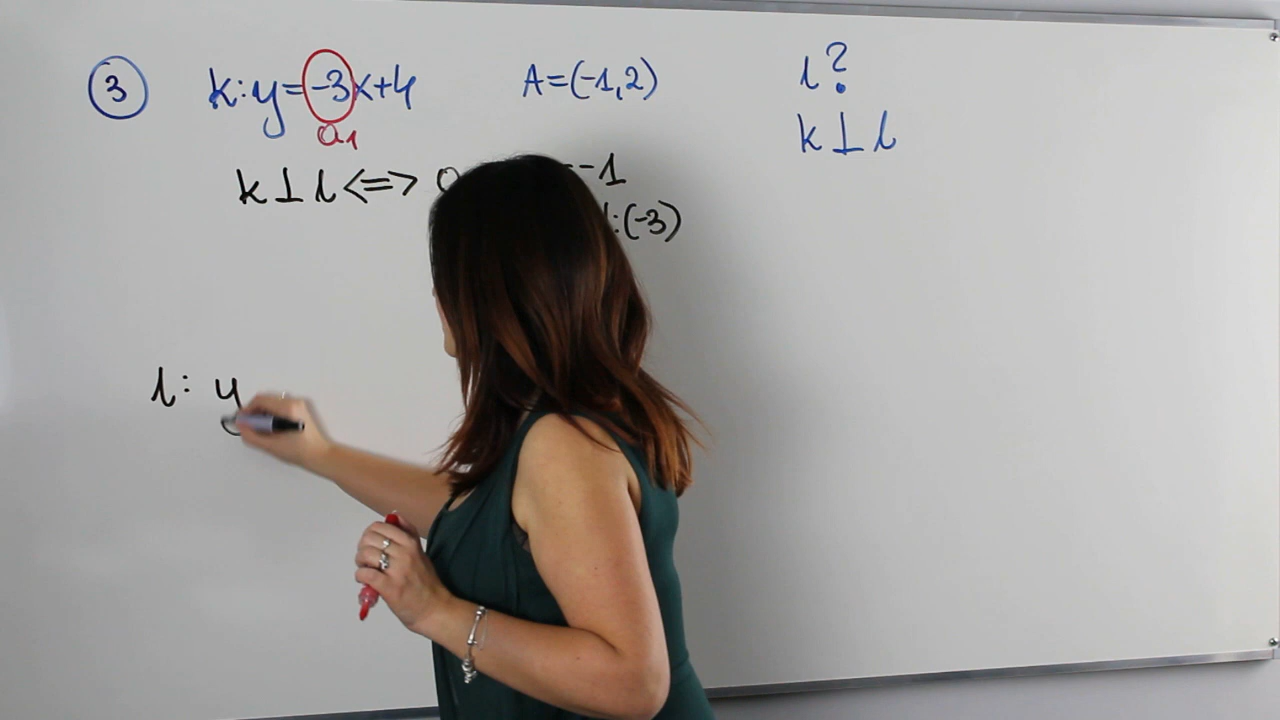 ③ k: y = -3x+4 A=(-1,2) l?
a₁ k ⊥ l
k ⊥ l <=> = -1
:(-3)
l: y